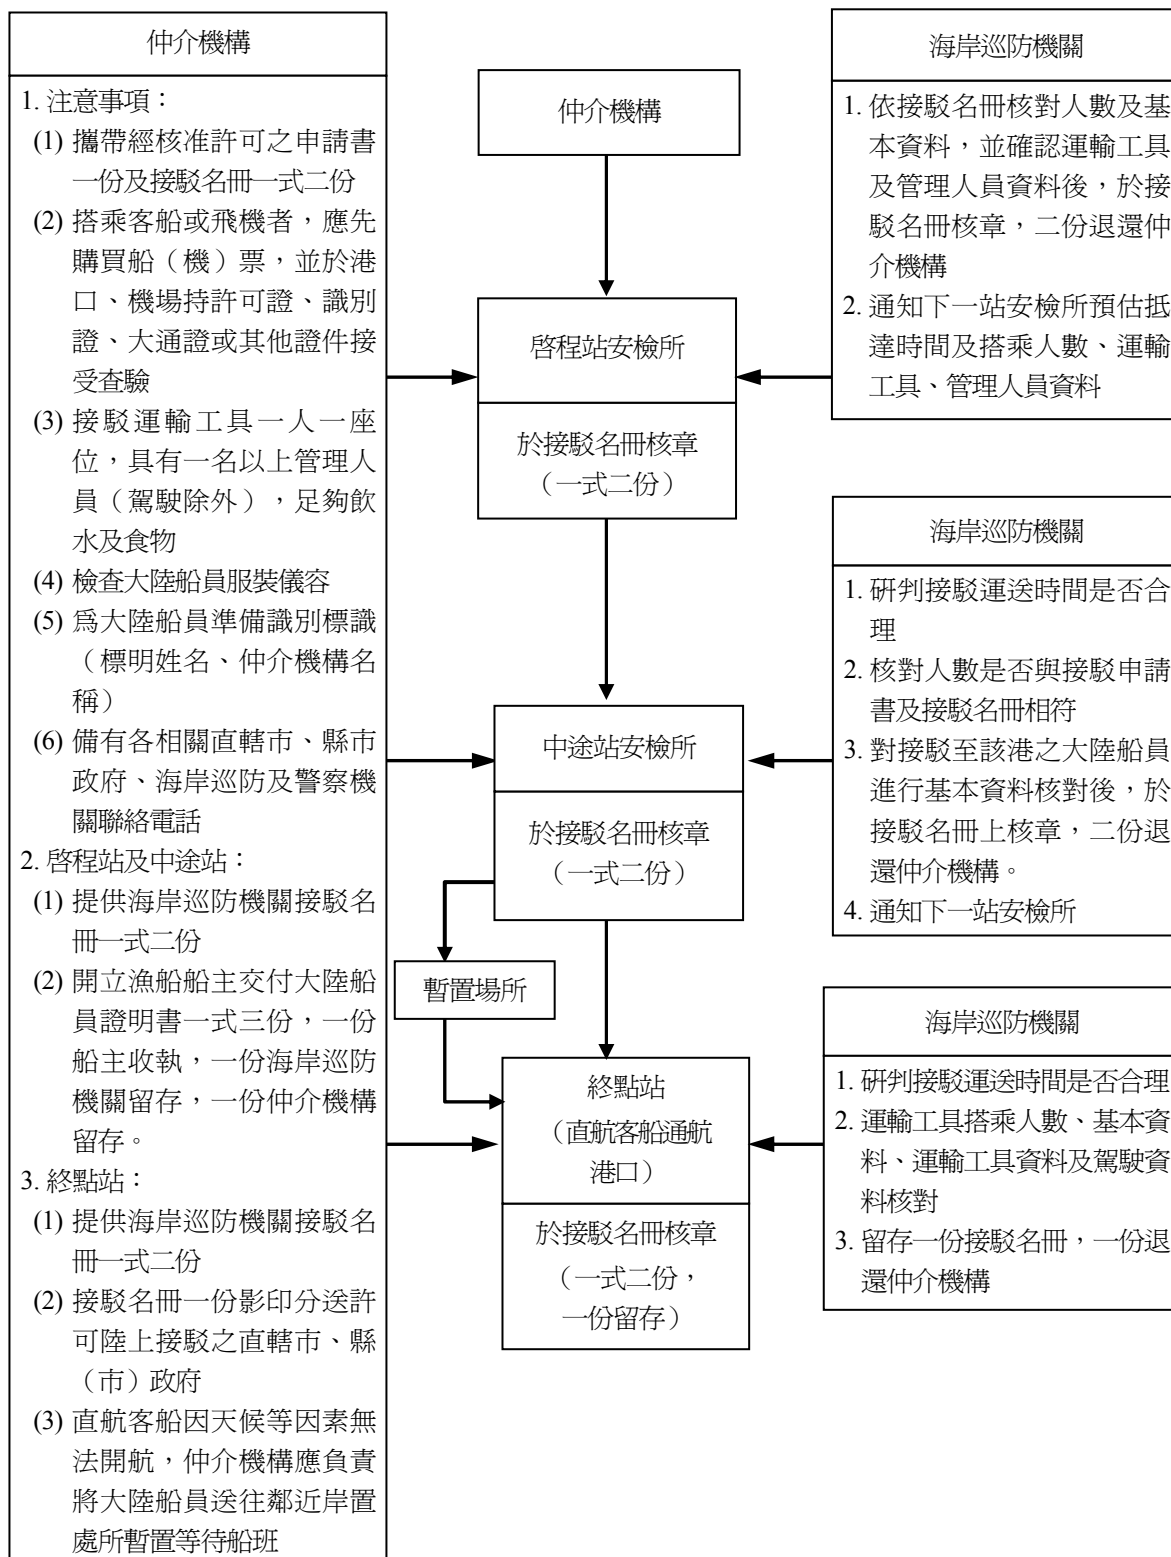 仲介機構
1. 注意事項：
(1) 攜帶經核准許可之申請書
一份及接駁名冊一式二份
(2) 搭乘客船或飛機者，應先
購買船（機）票，並於港
口、機場持許可證、識別
證、大通證或其他證件接
受查驗
(3) 接駁運輸工具一人一座
位，具有一名以上管理人
員（駕駛除外），足夠飲
水及食物
(4) 檢查大陸船員服裝儀容
(5) 為大陸船員準備識別標識
（標明姓名、仲介機構名
稱）
(6) 備有各相關直轄市、縣市
政府、海岸巡防及警察機
關聯絡電話
2. 啓程站及中途站：
(1) 提供海岸巡防機關接駁名
冊一式二份
(2) 開立漁船船主交付大陸船
員證明書一式三份，一份
船主收執，一份海岸巡防
機關留存，一份仲介機構
留存。
3. 終點站：
(1) 提供海岸巡防機關接駁名
冊一式二份
(2) 接駁名冊一份影印分送許
可陸上接駁之直轄市、縣
（市）政府
(3) 直航客船因天候等因素無
法開航，仲介機構應負責
將大陸船員送往鄰近岸置
處所暫置等待船班
仲介機構
啓程站安檢所
於接駁名冊核章
（一式二份）
中途站安檢所
於接駁名冊核章
（一式二份）
暫置場所
終點站
（直航客船通航
港口）
於接駁名冊核章
（一式二份，
一份留存）
海岸巡防機關
1. 依接駁名冊核對人數及基
本資料，並確認運輸工具
及管理人員資料後，於接
駁名冊核章，二份退還仲
介機構
2. 通知下一站安檢所預估抵
達時間及搭乘人數、運輸
工具、管理人員資料
海岸巡防機關
1. 研判接駁運送時間是否合
理
2. 核對人數是否與接駁申請
書及接駁名冊相符
3. 對接駁至該港之大陸船員
進行基本資料核對後，於
接駁名冊上核章，二份退
還仲介機構。
4. 通知下一站安檢所
海岸巡防機關
1. 研判接駁運送時間是否合理
2. 運輸工具搭乘人數、基本資
料、運輸工具資料及駕駛資
料核對
3. 留存一份接駁名冊，一份退
還仲介機構